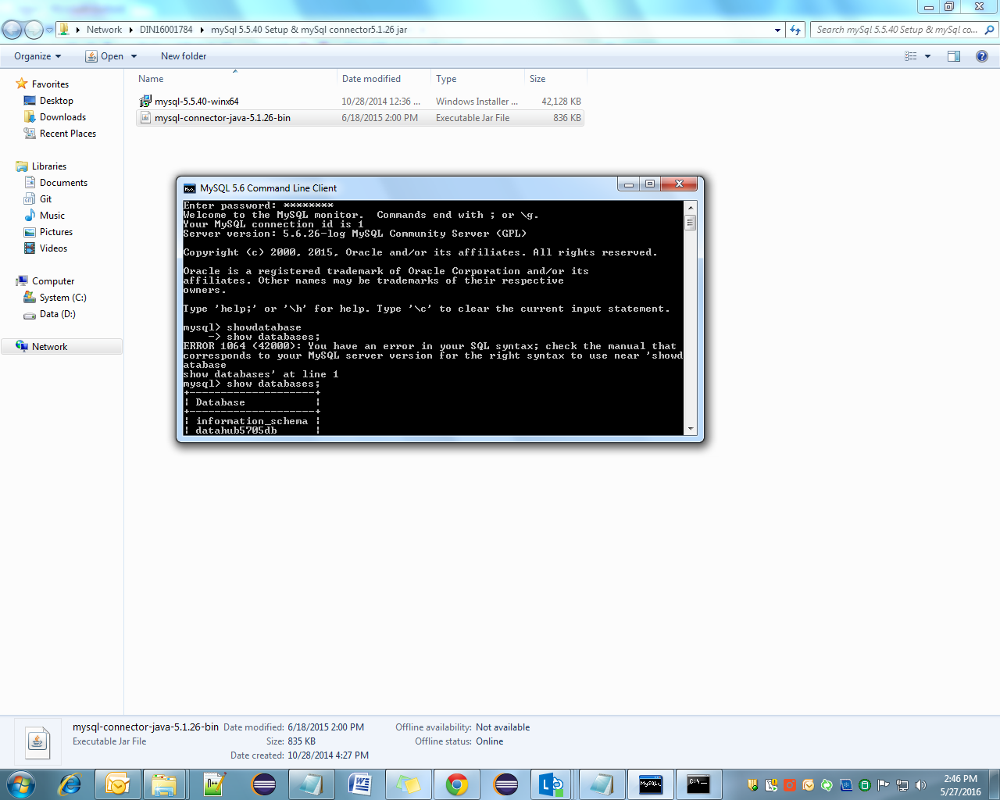 Network DIN16001784 mySql 5.5.40 Setup & mySql connector5.1.26 jar
Search mySql 5.5.40 Setup & mySql co...
Organize Open New folder
Favorites
Desktop
Downloads
Recent Places
Libraries
Documents
Git
Music
Pictures
Videos
Computer
System (C:)
Data (D:)
Network
Name Date modified Type Size
mysql-5.5.40-winx64 10/28/2014 12:36 ... Windows Installer ... 42,128 KB
mysql-connector-java-5.1.26-bin 6/18/2015 2:00 PM Executable Jar File 836 KB
MySQL 5.6 Command Line Client
Enter password: ********
Welcome to the MySQL monitor.  Commands end with ; or \g.
Your MySQL connection id is 1
Server version: 5.6.26-log MySQL Community Server (GPL)
Copyright (c) 2000, 2015, Oracle and/or its affiliates. All rights reserved.
Oracle is a registered trademark of Oracle Corporation and/or its
affiliates. Other names may be trademarks of their respective
owners.
Type 'help;' or '\h' for help. Type '\c' to clear the current input statement.
mysql> showdatabase
-> show databases;
ERROR 1064 (42000): You have an error in your SQL syntax; check the manual that
corresponds to your MySQL server version for the right syntax to use near 'showd
atabase
show databases' at line 1
mysql> show databases;
+--------------------+
| Database           |
+--------------------+
| information_schema |
| datahub5705db      |
mysql-connector-java-5.1.26-bin Date modified: 6/18/2015 2:00 PM Offline availability: Not available
Executable Jar File Size: 835 KB Offline status: Online
Date created: 10/28/2014 4:27 PM
2:46 PM
5/27/2016